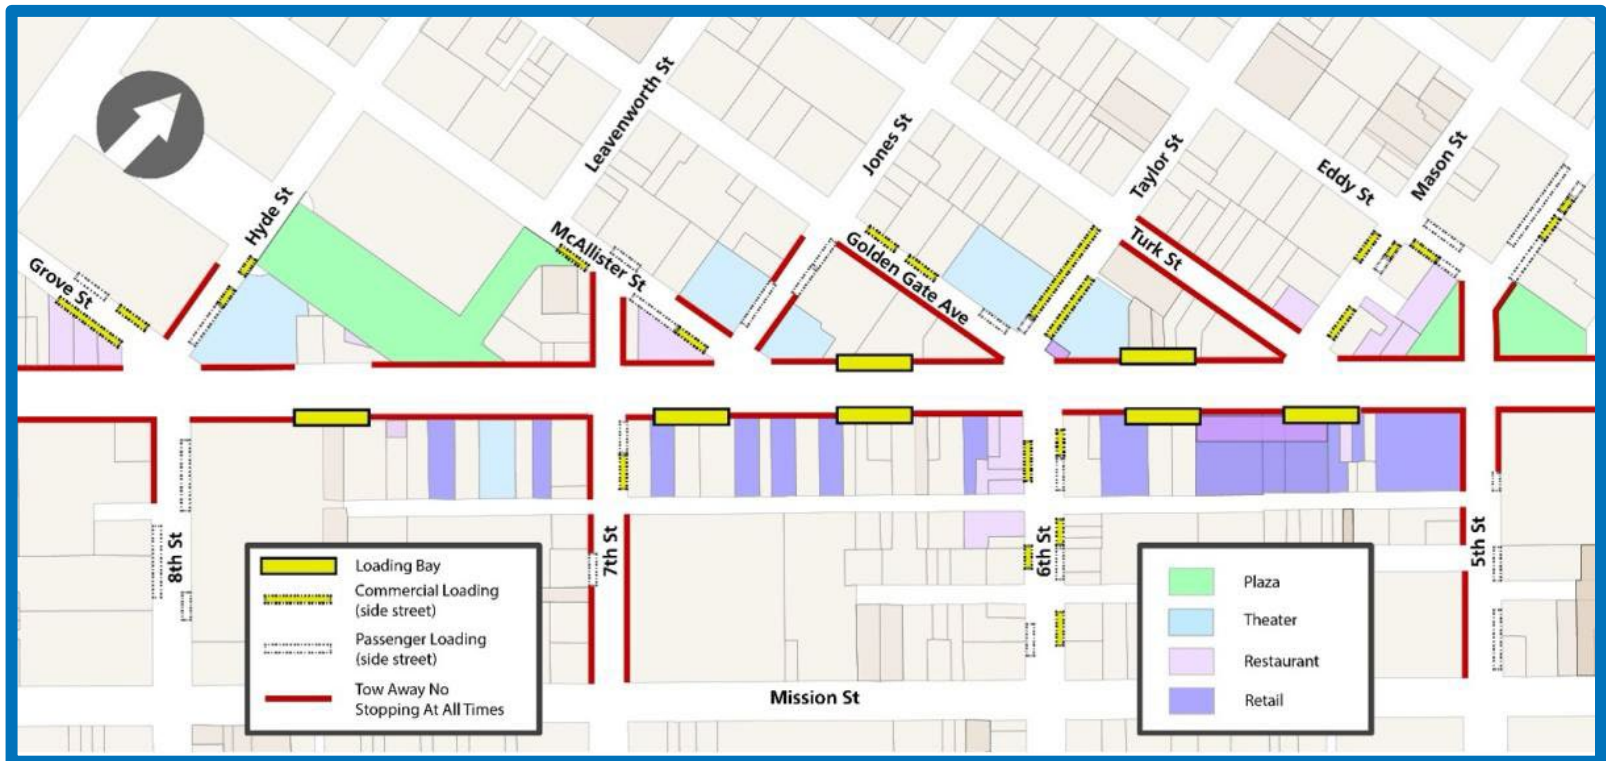 Leavenworth St
Jones St
Taylor St
Eddy St
Mason St
Hyde St
McAllister St
Golden Gate Ave
Turk St
Grove St
8th St
7th St
6th St
5th St
Loading Bay
Commercial Loading
(side street)
Passenger Loading
(side street)
Tow Away No
Stopping At All Times
Plaza
Theater
Restaurant
Retail
Mission St